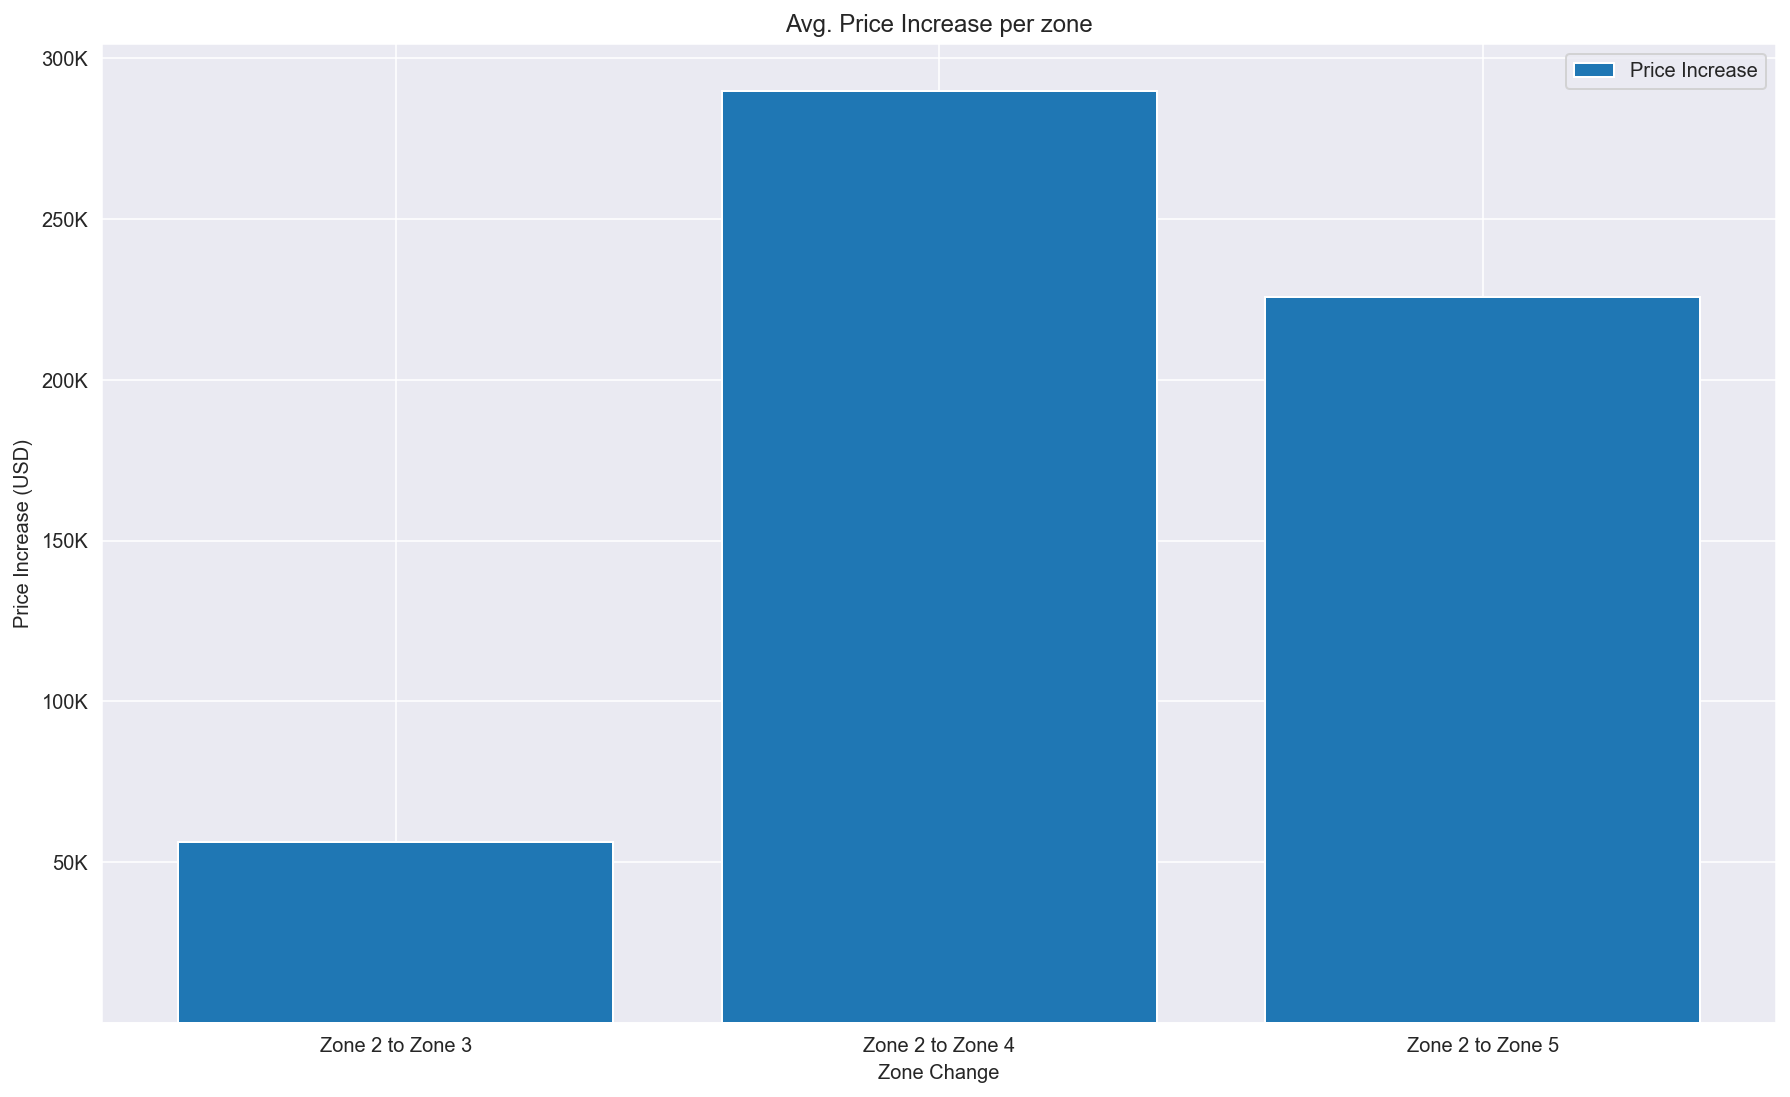 Avg. Price Increase per zone
Price Increase
300K
250K
200K
150K
100K
50K
Price Increase (USD)
Zone 2 to Zone 3
Zone 2 to Zone 4
Zone 2 to Zone 5
Zone Change